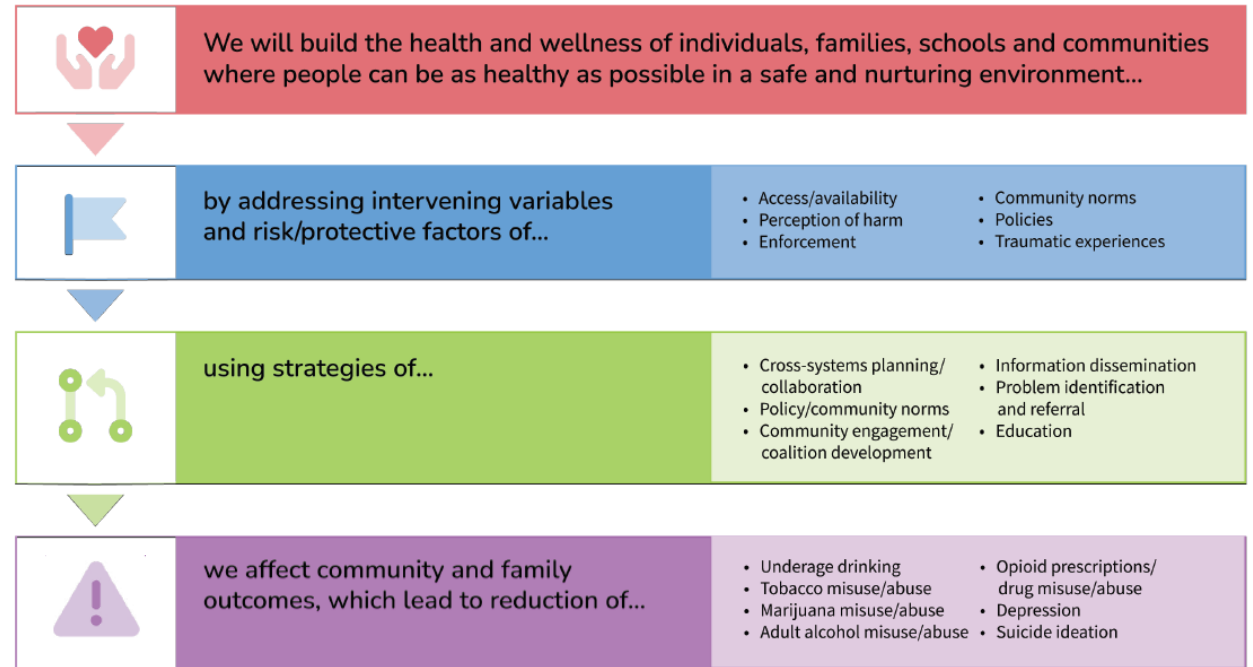 We will build the health and wellness of individuals, families, schools and communities
where people can be as healthy as possible in a safe and nurturing environment...
by addressing intervening variables
and risk/protective factors of...
• Access/availability
• Perception of harm
• Enforcement
• Community norms
• Policies
• Traumatic experiences
using strategies of...
• Cross-systems planning/
collaboration
• Policy/community norms
• Community engagement/
coalition development
• Information dissemination
• Problem identification
and referral
• Education
we affect community and family
outcomes, which lead to reduction of...
• Underage drinking
• Tobacco misuse/abuse
• Marijuana misuse/abuse
• Adult alcohol misuse/abuse
• Opioid prescriptions/
drug misuse/abuse
• Depression
• Suicide ideation